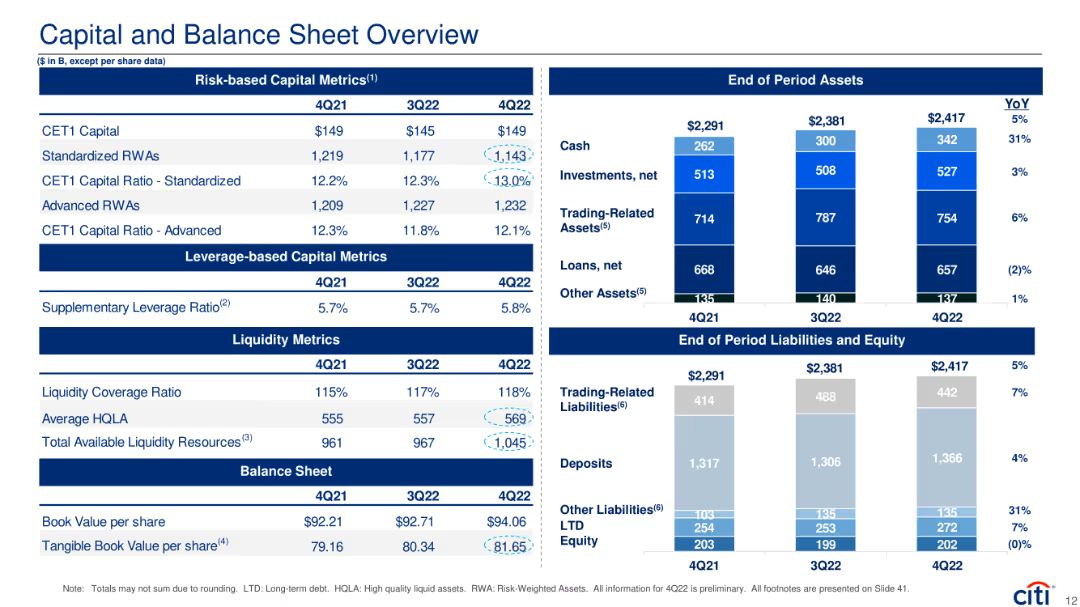 Capital and Balance Sheet Overview
($ in B, except per share data)
Risk-based Capital Metrics(1)
4Q21 3Q22 4Q22
CET1 Capital $149 $145 $149
Standardized RWAs 1,219 1,177 1,143
CET1 Capital Ratio - Standardized 12.2% 12.3% 13.0%
Advanced RWAs 1,209 1,227 1,232
CET1 Capital Ratio - Advanced 12.3% 11.8% 12.1%
Leverage-based Capital Metrics
4Q21 3Q22 4Q22
Supplementary Leverage Ratio(2) 5.7% 5.7% 5.8%
Liquidity Metrics
4Q21 3Q22 4Q22
Liquidity Coverage Ratio 115% 117% 118%
Average HQLA 555 557 569
Total Available Liquidity Resources(3) 961 967 1,045
Balance Sheet
4Q21 3Q22 4Q22
Book Value per share $92.21 $92.71 $94.06
Tangible Book Value per share(4) 79.16 80.34 81.65
End of Period Assets
YoY
$2,291 $2,381 $2,417 5%
Cash 262 300 342 31%
Investments, net 513 508 527 3%
Trading-Related
Assets(5) 714 787 754 6%
Loans, net 668 646 657 (2)%
Other Assets(5) 135 140 137 1%
4Q21 3Q22 4Q22
End of Period Liabilities and Equity
$2,291 $2,381 $2,417 5%
Trading-Related
Liabilities(6) 414 488 442 7%
Deposits 1,317 1,306 1,366 4%
Other Liabilities(6) 103 135 135 31%
LTD 254 253 272 7%
Equity 203 199 202 (0)%
4Q21 3Q22 4Q22
Note: Totals may not sum due to rounding. LTD: Long-term debt. HQLA: High quality liquid assets. RWA: Risk-Weighted Assets. All information for 4Q22 is preliminary. All footnotes are presented on Slide 41.
citi
12